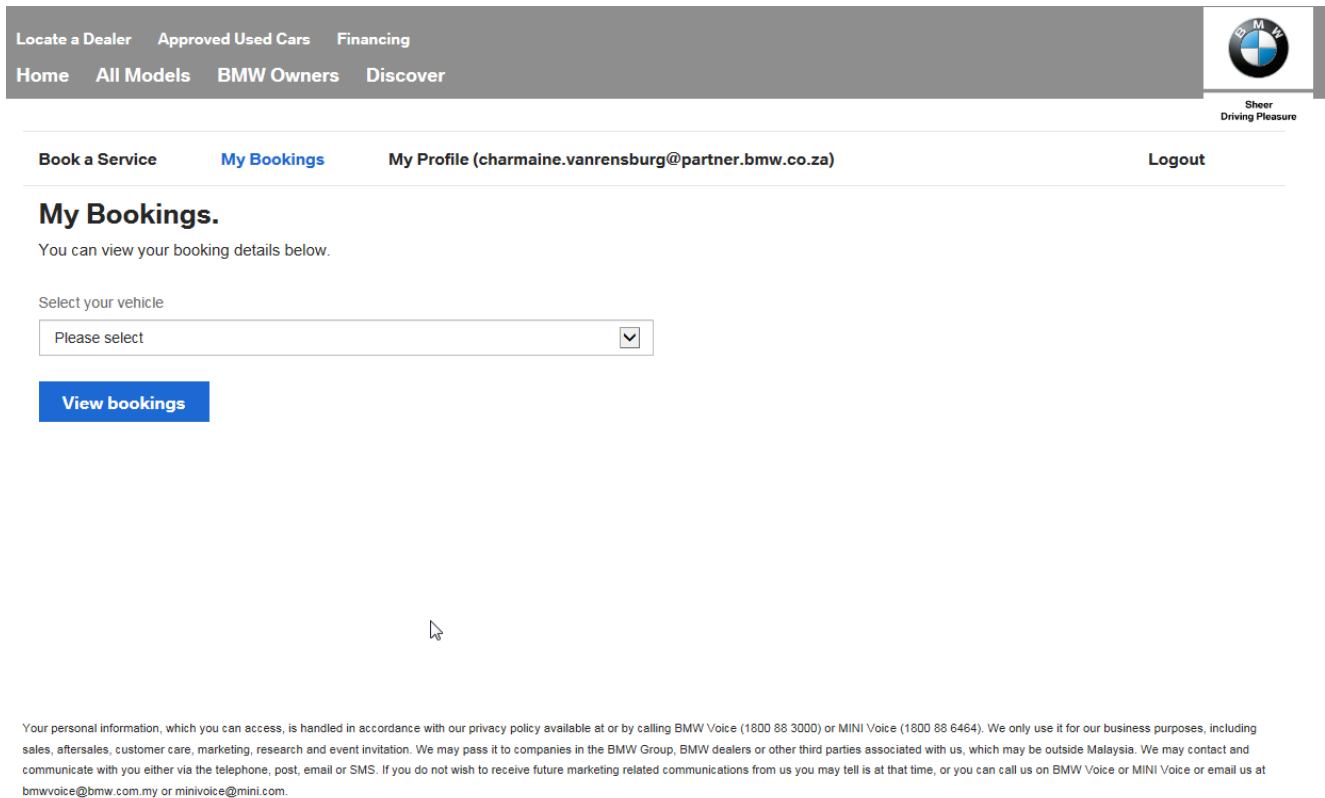 Locate a Dealer Approved Used Cars Financing
Home All Models BMW Owners Discover
BMW
Sheer
Driving Pleasure
Book a Service My Bookings My Profile (charmaine.vanrensburg@partner.bmw.co.za) Logout
My Bookings.
You can view your booking details below.
Select your vehicle
Please select
View bookings
Your personal information, which you can access, is handled in accordance with our privacy policy available at or by calling BMW Voice (1800 88 3000) or MINI Voice (1800 88 6464). We only use it for our business purposes, including
sales, aftersales, customer care, marketing, research and event invitation. We may pass it to companies in the BMW Group, BMW dealers or other third parties associated with us, which may be outside Malaysia. We may contact and
communicate with you either via the telephone, post, email or SMS. If you do not wish to receive future marketing related communications from us you may tell is at that time, or you can call us on BMW Voice or MINI Voice or email us at
bmwvoice@bmw.com.my or minivoice@mini.com.